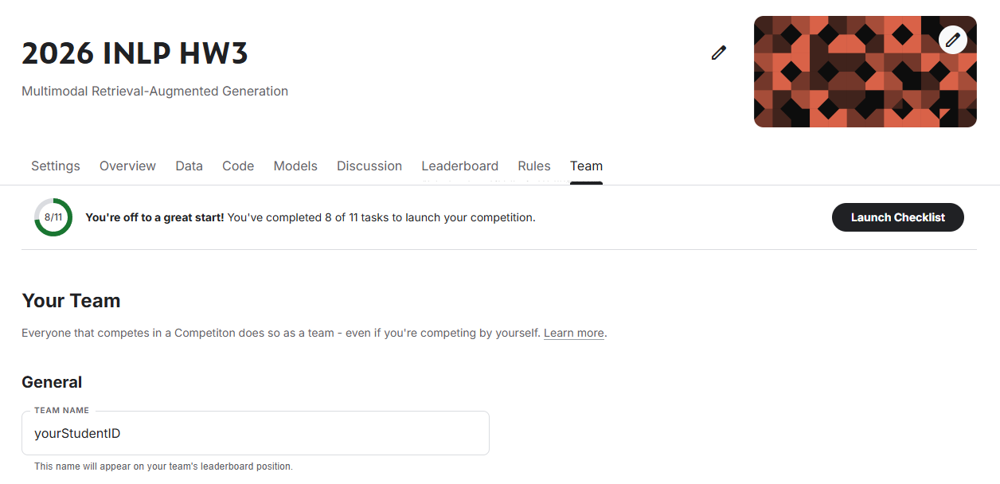 2026 INLP HW3
Multimodal Retrieval-Augmented Generation
Settings Overview Data Code Models Discussion Leaderboard Rules Team
8/11 You're off to a great start! You've completed 8 of 11 tasks to launch your competition. Launch Checklist
Your Team
Everyone that competes in a Competiton does so as a team - even if you're competing by yourself. Learn more.
General
TEAM NAME
yourStudentID
This name will appear on your team's leaderboard position.